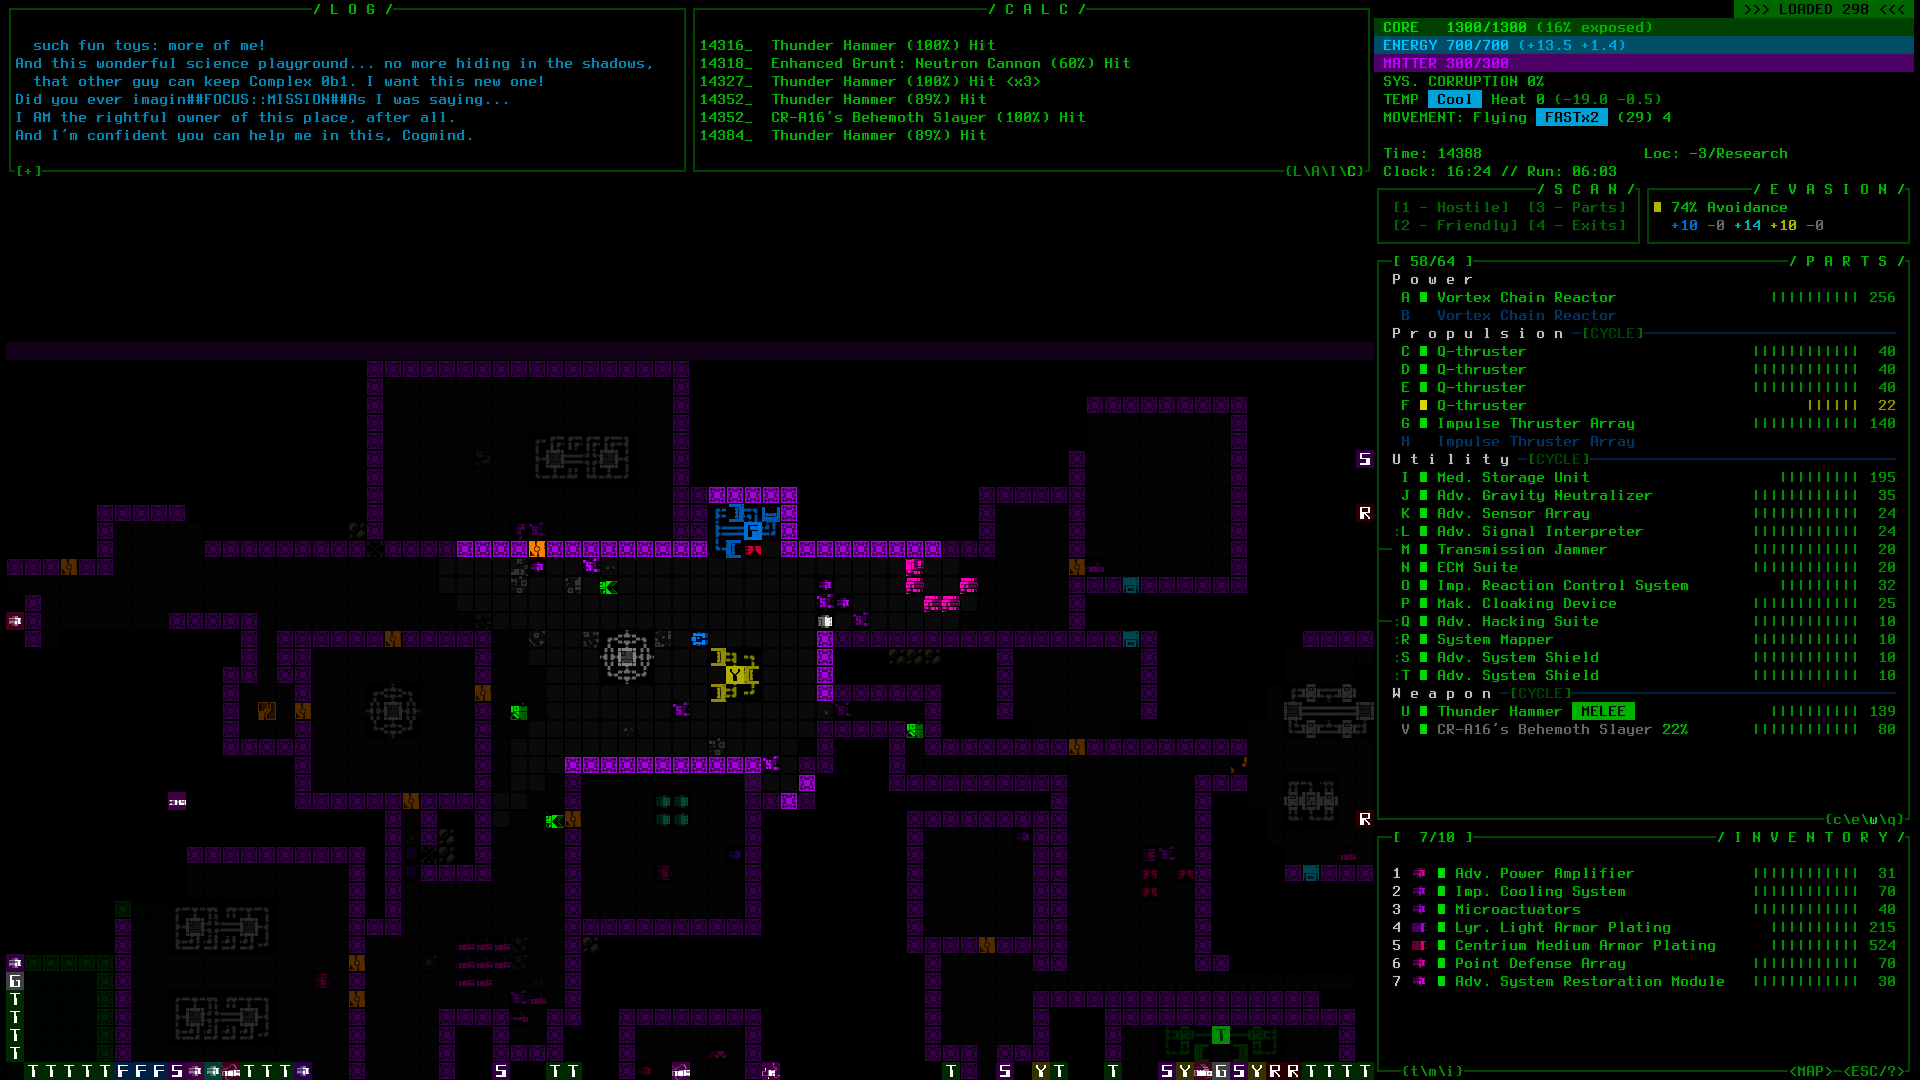 / L O G /
such fun toys: more of me!
And this wonderful science playground... no more hiding in the shadows,
that other guy can keep Complex 0b1. I want this new one!
Did you ever imagin##FOCUS::MISSION##As I was saying...
I AM the rightful owner of this place, after all.
And I'm confident you can help me in this, Cogmind.
[+]
/ C A L C /
14316_ Thunder Hammer (100%) Hit
14318_ Enhanced Grunt: Neutron Cannon (60%) Hit
14327_ Thunder Hammer (100%) Hit <x3>
14352_ Thunder Hammer (89%) Hit
14352_ CR-A16's Behemoth Slayer (100%) Hit
14384_ Thunder Hammer (89%) Hit
{L\A\I\C}
>>> LOADED 298 <<<
CORE 1300/1300 (16% exposed)
ENERGY 700/700 (+13.5 +1.4)
MATTER 300/300
SYS. CORRUPTION 0%
TEMP Cool Heat 0 (-19.0 -0.5)
MOVEMENT: Flying FASTx2 (29) 4
Time: 14388 Loc: -3/Research
Clock: 16:24 // Run: 06:03
/ S C A N /
[1 - Hostile] [3 - Parts]
[2 - Friendly] [4 - Exits]
/ E V A S I O N /
74% Avoidance
+10 -0 +14 +10 -0
[ 58/64 ] / P A R T S /
P o w e r
A Vortex Chain Reactor 256
B Vortex Chain Reactor
P r o p u l s i o n [CYCLE]
C Q-thruster 40
D Q-thruster 40
E Q-thruster 40
F Q-thruster 22
G Impulse Thruster Array 140
H Impulse Thruster Array
U t i l i t y [CYCLE]
I Med. Storage Unit 195
J Adv. Gravity Neutralizer 35
K Adv. Sensor Array 24
:L Adv. Signal Interpreter 24
M Transmission Jammer 20
N ECM Suite 20
O Imp. Reaction Control System 32
P Mak. Cloaking Device 25
:Q Adv. Hacking Suite 10
:R System Mapper 10
:S Adv. System Shield 10
:T Adv. System Shield 10
W e a p o n [CYCLE]
U Thunder Hammer MELEE 139
V CR-A16's Behemoth Slayer 22% 80
{c\e\w\q}
[ 7/10 ] / I N V E N T O R Y /
1 Adv. Power Amplifier 31
2 Imp. Cooling System 70
3 Microactuators 40
4 Lyr. Light Armor Plating 215
5 Centrium Medium Armor Plating 524
6 Point Defense Array 70
7 Adv. System Restoration Module 30
{t\m\i} <MAP> <ESC/?>
S
R
F
Y
R
G
T
T
T
T
T
T T T T T F F F S T T T S T T T S Y T T S Y G S Y R R T T T T